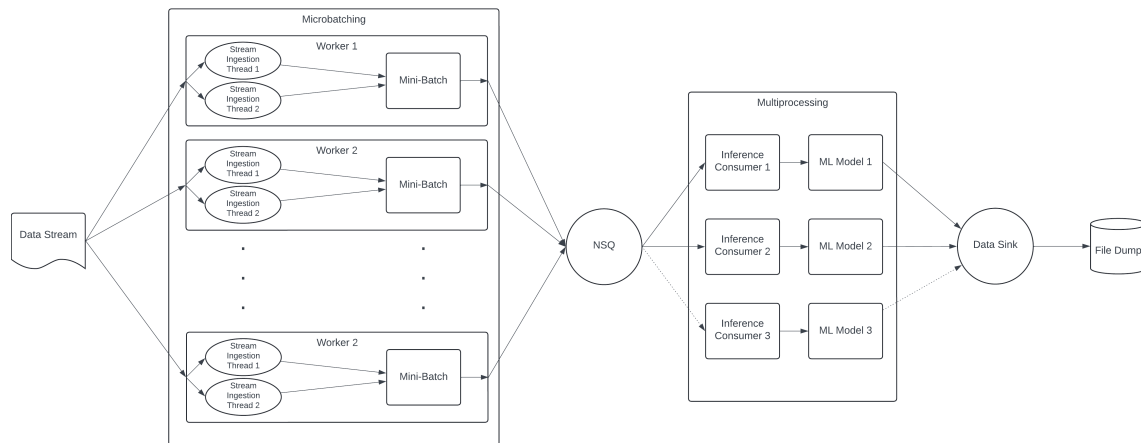 Data Stream
Microbatching
Worker 1
Stream
Ingestion
Thread 1
Stream
Ingestion
Thread 2
Mini-Batch
Worker 2
Stream
Ingestion
Thread 1
Stream
Ingestion
Thread 2
Mini-Batch
Worker 2
Stream
Ingestion
Thread 1
Stream
Ingestion
Thread 2
Mini-Batch
NSQ
Multiprocessing
Inference
Consumer 1
ML Model 1
Inference
Consumer 2
ML Model 2
Inference
Consumer 3
ML Model 3
Data Sink
File Dump